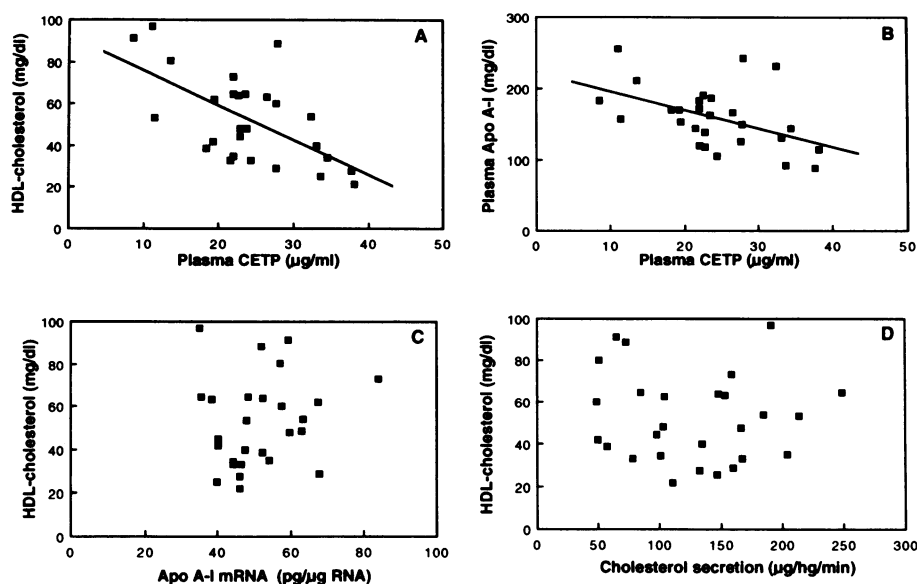 A
HDL-cholesterol (mg/dl)
100
80
60
40
20
0
0 10 20 30 40 50
Plasma CETP (µg/ml)
B
Plasma Apo A-I (mg/dl)
300
200
100
0
0 10 20 30 40 50
Plasma CETP (µg/ml)
C
HDL-cholesterol (mg/dl)
100
80
60
40
20
0
0 20 40 60 80 100
Apo A-I mRNA (pg/µg RNA)
D
HDL-cholesterol (mg/dl)
100
80
60
40
20
0
0 50 100 150 200 250 300
Cholesterol secretion (µg/hg/min)